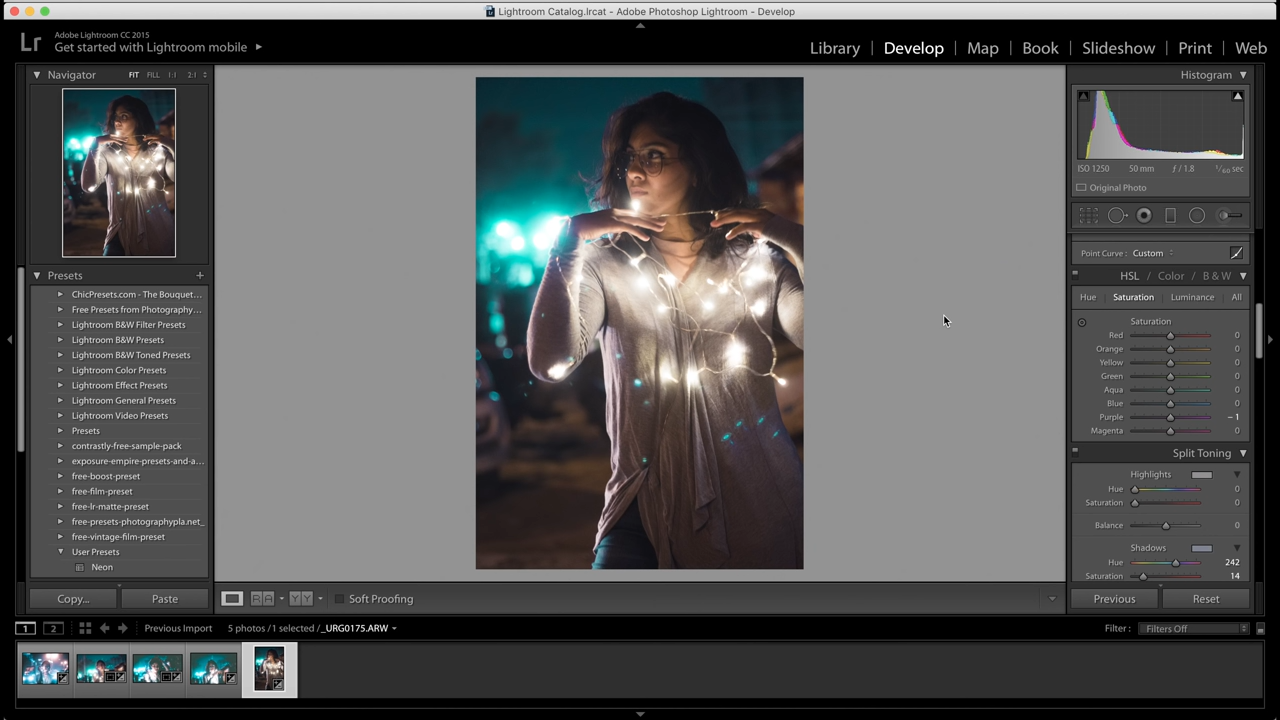 Lightroom Catalog.lrcat - Adobe Photoshop Lightroom - Develop
Lr
Adobe Lightroom CC 2015
Get started with Lightroom mobile
Library | Develop | Map | Book | Slideshow | Print | Web
Navigator FIT FILL 1:1 2:1
Presets +
ChicPresets.com - The Bouquet...
Free Presets from Photography...
Lightroom B&W Filter Presets
Lightroom B&W Presets
Lightroom B&W Toned Presets
Lightroom Color Presets
Lightroom Effect Presets
Lightroom General Presets
Lightroom Video Presets
Presets
contrastly-free-sample-pack
exposure-empire-presets-and-a...
free-boost-preset
free-film-preset
free-lr-matte-preset
free-presets-photographypla.net_
free-vintage-film-preset
User Presets
Neon
Copy... Paste
RA YY Soft Proofing
Histogram
ISO 1250 50 mm ƒ / 1.8 1/60 sec
Original Photo
Point Curve : Custom
HSL / Color / B & W
Hue Saturation Luminance All
Saturation
Red 0
Orange 0
Yellow 0
Green 0
Aqua 0
Blue 0
Purple – 1
Magenta 0
Split Toning
Highlights
Hue 0
Saturation 0
Balance 0
Shadows
Hue 242
Saturation 14
Previous Reset
1 2 Previous Import 5 photos / 1 selected / _URG0175.ARW Filter : Filters Off